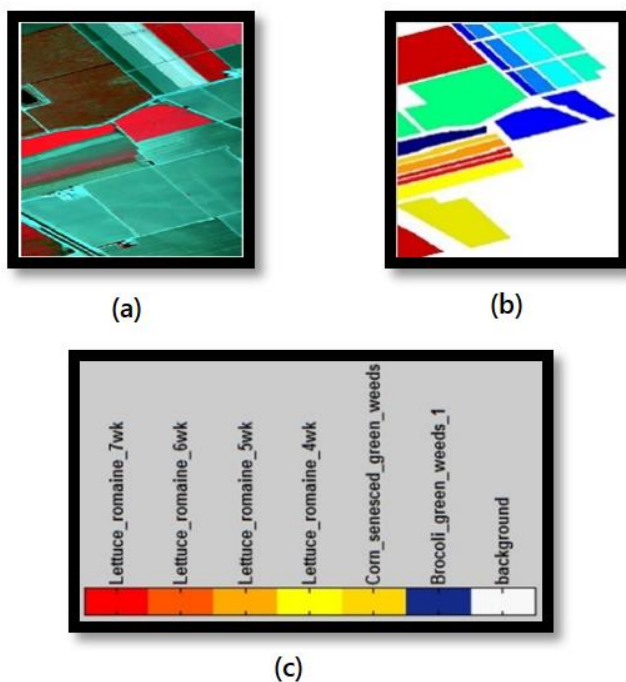 (a)
(b)
Lettuce_romaine_7wk
Lettuce_romaine_6wk
Lettuce_romaine_5wk
Lettuce_romaine_4wk
Corn_senesced_green_weeds
Brocoli_green_weeds_1
background
(c)